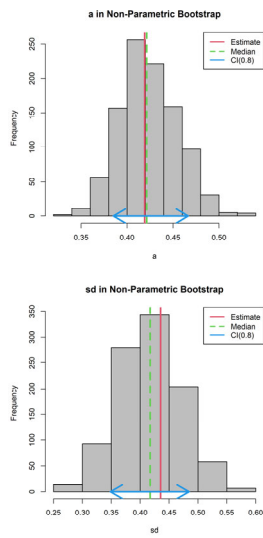 a in Non-Parametric Bootstrap
Estimate
Median
CI(0.8)
Frequency
250
200
150
100
50
0
0.35 0.40 0.45 0.50
a
sd in Non-Parametric Bootstrap
Estimate
Median
CI(0.8)
Frequency
350
300
250
200
150
100
50
0
0.25 0.30 0.35 0.40 0.45 0.50 0.55 0.60
sd